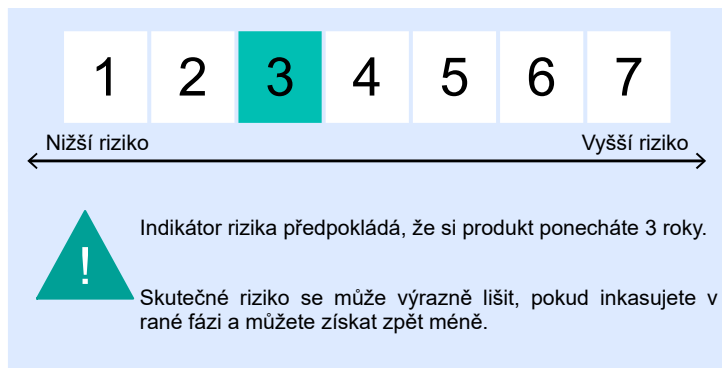 1 2 3 4 5 6 7
Nižší riziko Vyšší riziko
!
Indikátor rizika předpokládá, že si produkt ponecháte 3 roky.
Skutečné riziko se může výrazně lišit, pokud inkasujete v
rané fázi a můžete získat zpět méně.